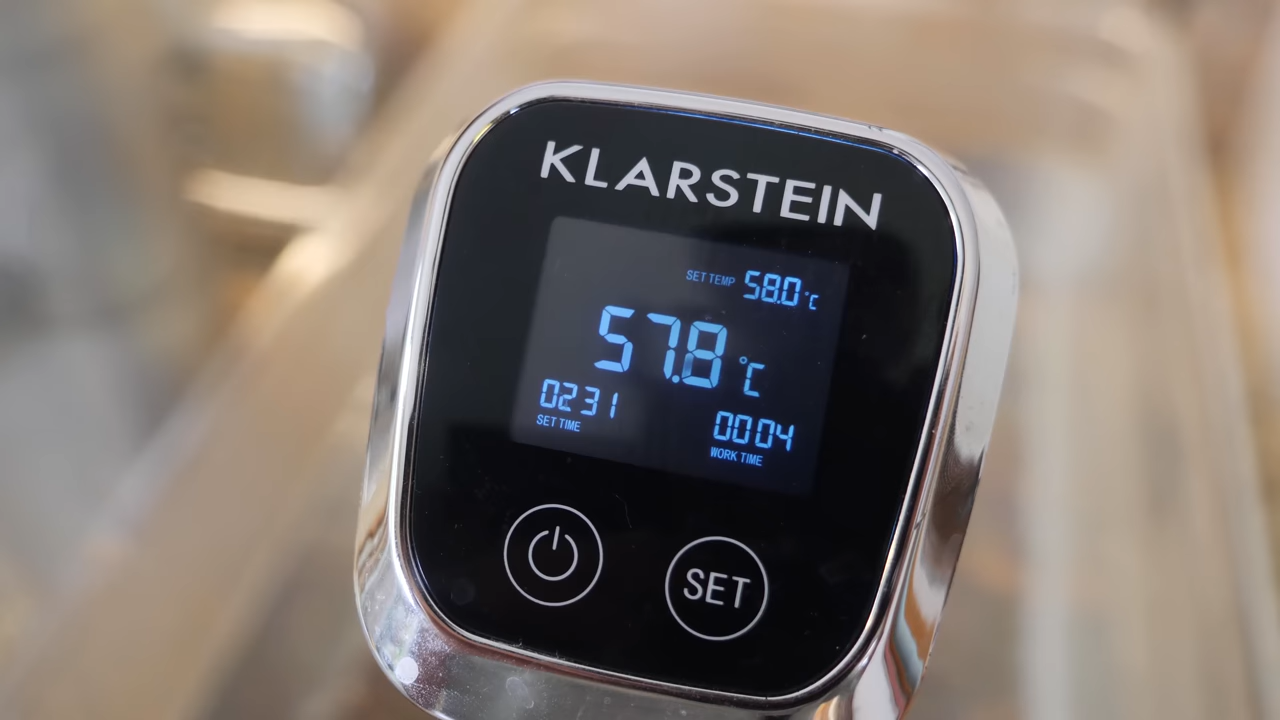 KLARSTEIN
SET TEMP 58.0 °C
57.8 °C
0231 0004
SET TIME WORK TIME
SET